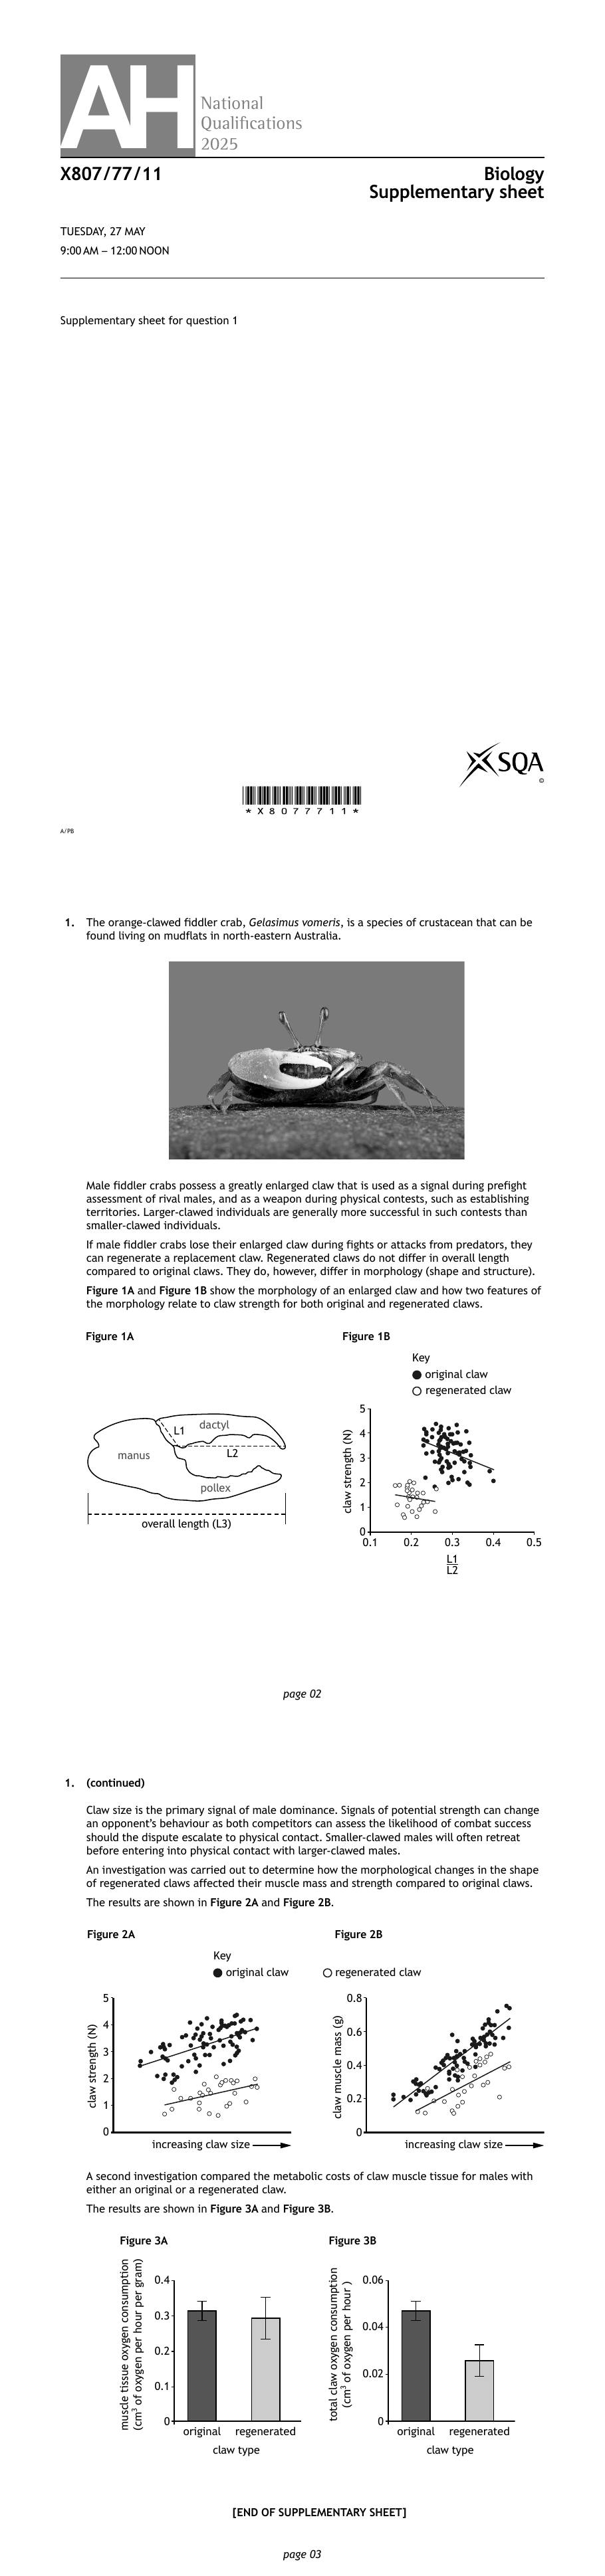 AH
National
Qualifications
2025
X807/77/11
Biology
Supplementary sheet
TUESDAY, 27 MAY
9:00 AM – 12:00 NOON
Supplementary sheet for question 1
SQA
©
*X8077711*
A/PB
1. The orange-clawed fiddler crab, Gelasimus vomeris, is a species of crustacean that can be
found living on mudflats in north-eastern Australia.
Male fiddler crabs possess a greatly enlarged claw that is used as a signal during prefight
assessment of rival males, and as a weapon during physical contests, such as establishing
territories. Larger-clawed individuals are generally more successful in such contests than
smaller-clawed individuals.
If male fiddler crabs lose their enlarged claw during fights or attacks from predators, they
can regenerate a replacement claw. Regenerated claws do not differ in overall length
compared to original claws. They do, however, differ in morphology (shape and structure).
Figure 1A and Figure 1B show the morphology of an enlarged claw and how two features of
the morphology relate to claw strength for both original and regenerated claws.
Figure 1A
manus
L1
dactyl
L2
pollex
overall length (L3)
Figure 1B
Key
original claw
regenerated claw
claw strength (N)
5
4
3
2
1
0
0.1 0.2 0.3 0.4 0.5
L1
L2
page 02
1. (continued)
Claw size is the primary signal of male dominance. Signals of potential strength can change
an opponent's behaviour as both competitors can assess the likelihood of combat success
should the dispute escalate to physical contact. Smaller-clawed males will often retreat
before entering into physical contact with larger-clawed males.
An investigation was carried out to determine how the morphological changes in the shape
of regenerated claws affected their muscle mass and strength compared to original claws.
The results are shown in Figure 2A and Figure 2B.
Figure 2A
Figure 2B
Key
original claw
regenerated claw
claw strength (N)
5
4
3
2
1
0
increasing claw size
claw muscle mass (g)
0.8
0.6
0.4
0.2
0
increasing claw size
A second investigation compared the metabolic costs of claw muscle tissue for males with
either an original or a regenerated claw.
The results are shown in Figure 3A and Figure 3B.
Figure 3A
muscle tissue oxygen consumption
(cm³ of oxygen per hour per gram)
0.4
0.3
0.2
0.1
0
original regenerated
claw type
Figure 3B
total claw oxygen consumption
(cm³ of oxygen per hour )
0.06
0.04
0.02
0
original regenerated
claw type
[END OF SUPPLEMENTARY SHEET]
page 03